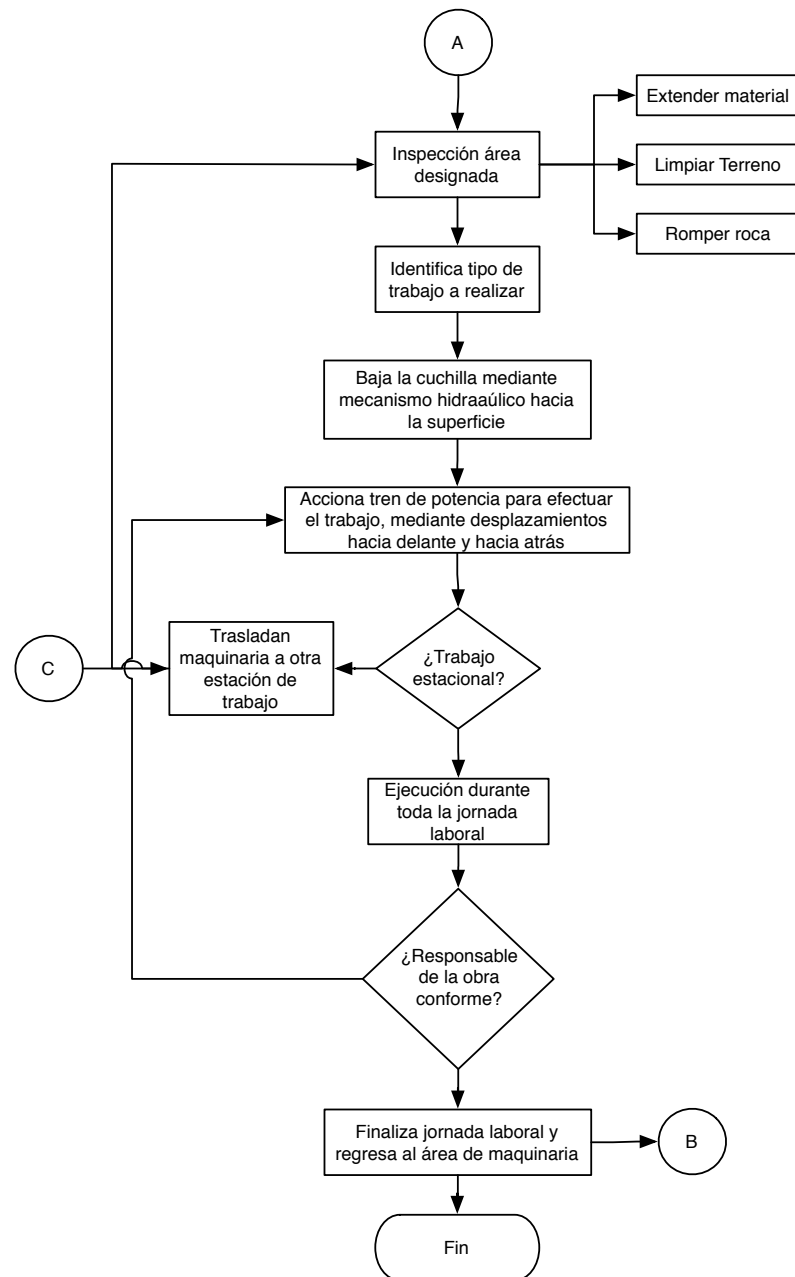 A
Inspección área
designada
Extender material
Limpiar Terreno
Romper roca
Identifica tipo de
trabajo a realizar
Baja la cuchilla mediante
mecanismo hidraaúlico hacia
la superficie
Acciona tren de potencia para efectuar
el trabajo, mediante desplazamientos
hacia delante y hacia atrás
C
Trasladan
maquinaria a otra
estación de
trabajo
¿Trabajo
estacional?
Ejecución durante
toda la jornada
laboral
¿Responsable
de la obra
conforme?
Finaliza jornada laboral y
regresa al área de maquinaria
B
Fin